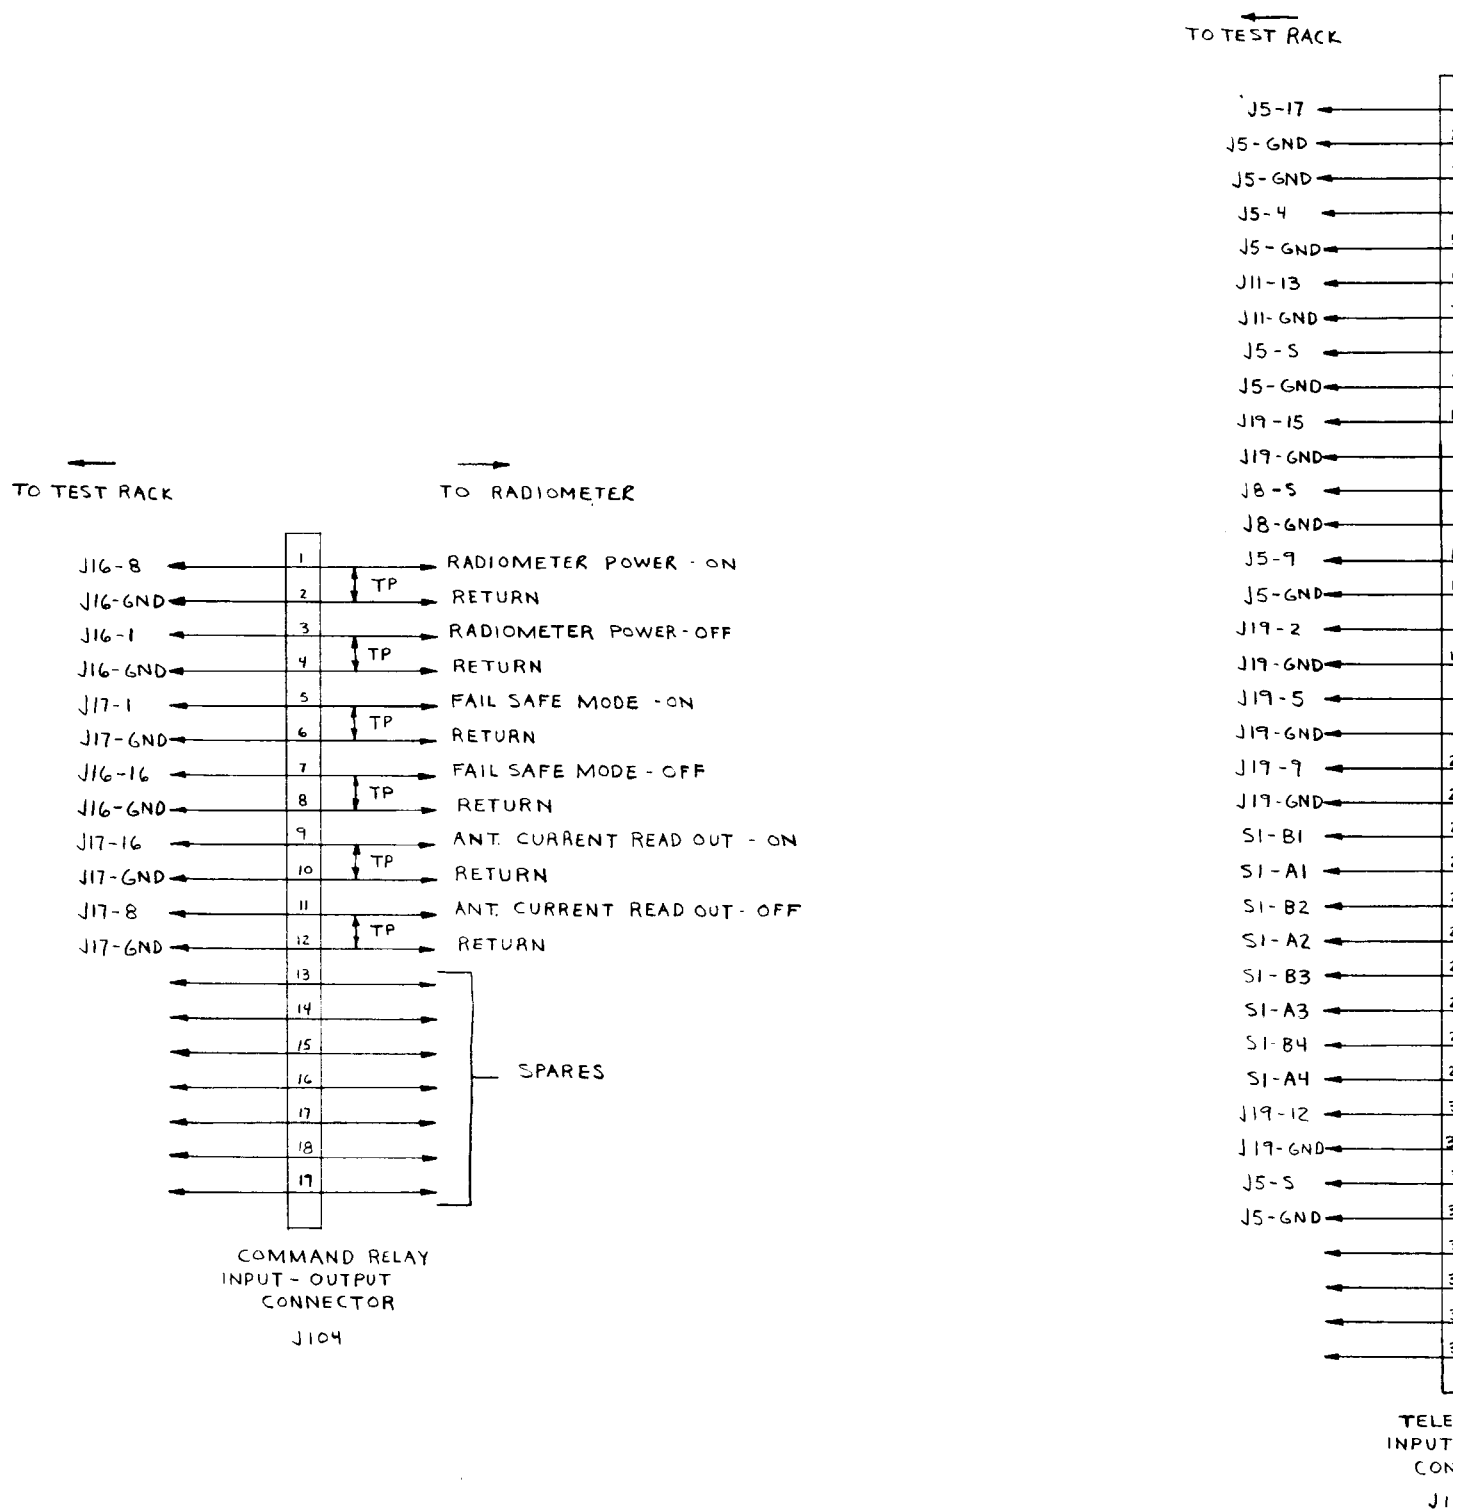 TO TEST RACK
TO RADIOMETER
J16-8 1 RADIOMETER POWER - ON
TP
J16-GND 2 RETURN
J16-1 3 RADIOMETER POWER - OFF
TP
J16-GND 4 RETURN
J17-1 5 FAIL SAFE MODE - ON
TP
J17-GND 6 RETURN
J16-16 7 FAIL SAFE MODE - OFF
TP
J16-GND 8 RETURN
J17-16 9 ANT. CURRENT READ OUT - ON
TP
J17-GND 10 RETURN
J17-8 11 ANT. CURRENT READ OUT - OFF
TP
J17-GND 12 RETURN
13
14
15
SPARES
16
17
18
19
COMMAND RELAY
INPUT - OUTPUT
CONNECTOR
J104
TO TEST RACK
J5-17
J5-GND
J5-GND
J5-4
J5-GND
J11-13
J11-GND
J5-S
J5-GND
J19-15
J19-GND
J8-S
J8-GND
J5-9
J5-GND
J19-2
J19-GND
J19-5
J19-GND
J19-9
J19-GND
S1-B1
S1-A1
S1-B2
S1-A2
S1-B3
S1-A3
S1-B4
S1-A4
J19-12
J19-GND
J5-S
J5-GND
TELE
INPUT
CON
J1